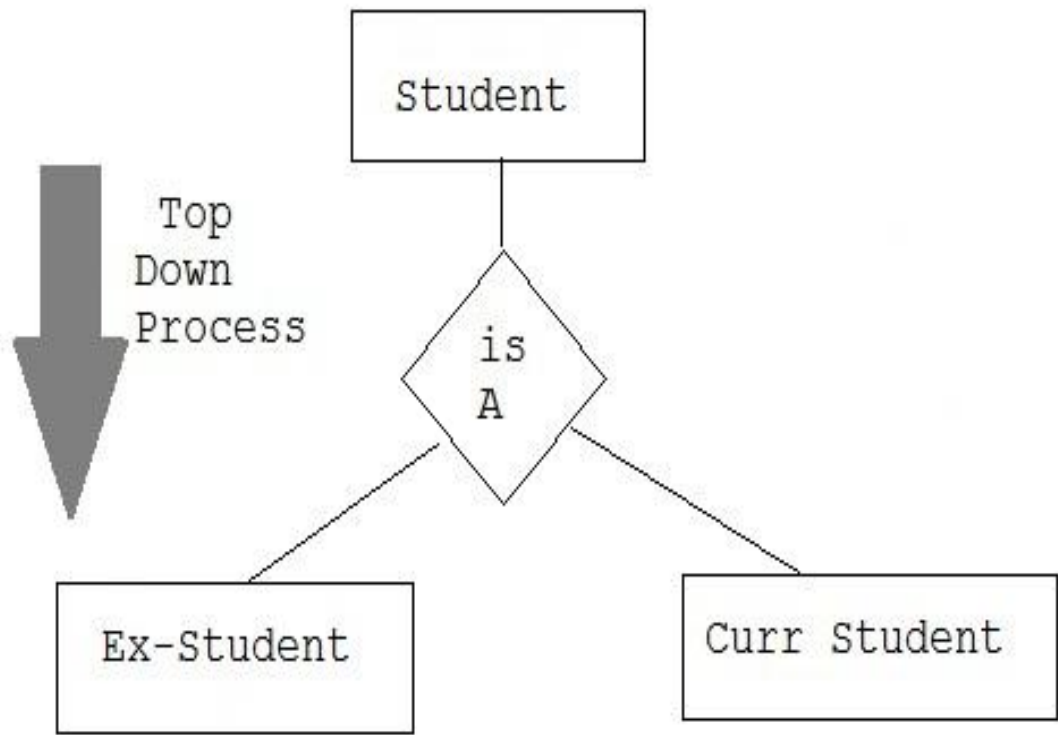 Student
Top
Down
Process
is
A
Ex-Student
Curr Student